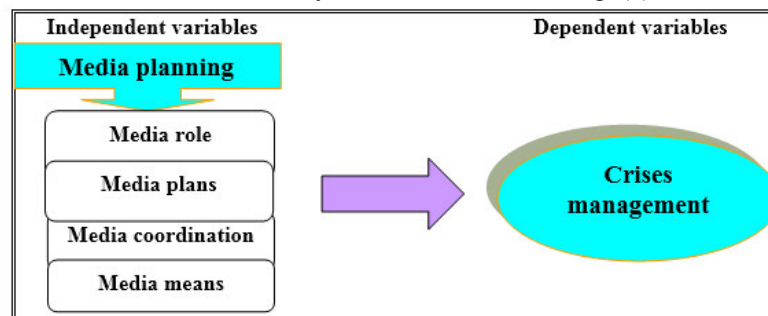 Independent variables
Dependent variables
Media planning
Media role
Media plans
Media coordination
Media means
Crises
management